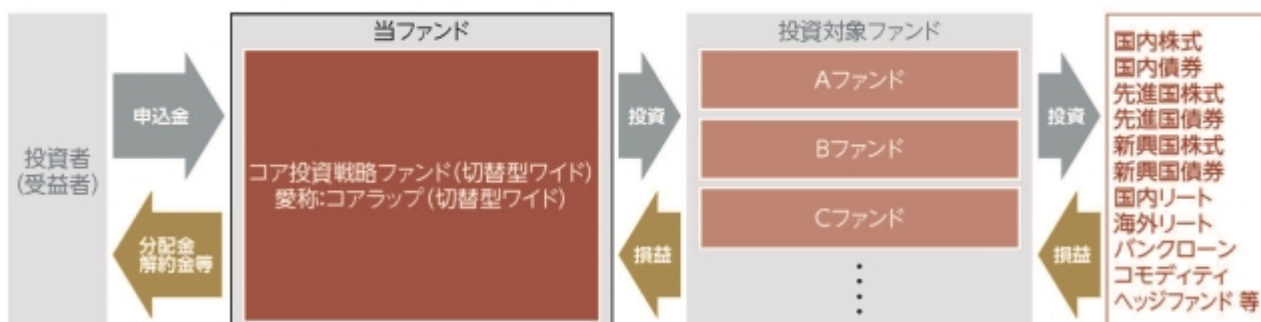 投資者
(受益者)
申込金
分配金
解約金等
当ファンド
コア投資戦略ファンド(切替型ワイド)
愛称:コアラップ(切替型ワイド)
投資
損益
投資対象ファンド
Aファンド
Bファンド
Cファンド
投資
損益
国内株式
国内債券
先進国株式
先進国債券
新興国株式
新興国債券
国内リート
海外リート
バンクローン
コモディティ
ヘッジファンド 等